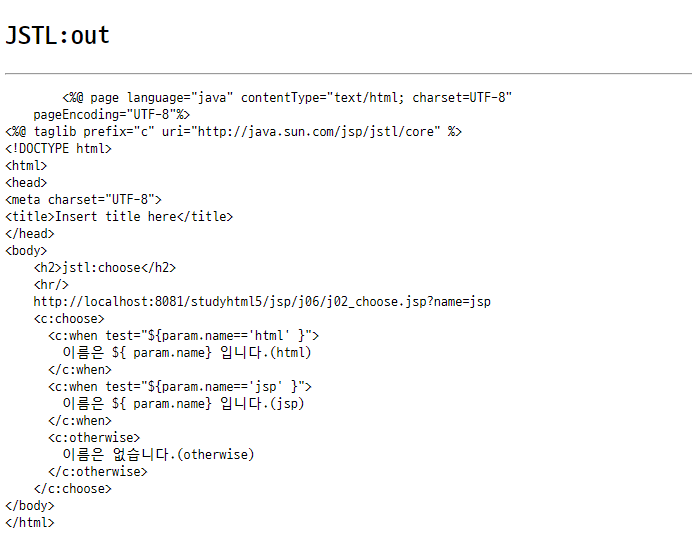 JSTL:out
<%@ page language="java" contentType="text/html; charset=UTF-8"
pageEncoding="UTF-8"%>
<%@ taglib prefix="c" uri="http://java.sun.com/jsp/jstl/core" %>
<!DOCTYPE html>
<html>
<head>
<meta charset="UTF-8">
<title>Insert title here</title>
</head>
<body>
<h2>jstl:choose</h2>
<hr/>
http://localhost:8081/studyhtml5/jsp/j06/j02_choose.jsp?name=jsp
<c:choose>
<c:when test="${param.name=='html' }">
이름은 ${ param.name} 입니다.(html)
</c:when>
<c:when test="${param.name=='jsp' }">
이름은 ${ param.name} 입니다.(jsp)
</c:when>
<c:otherwise>
이름은 없습니다.(otherwise)
</c:otherwise>
</c:choose>
</body>
</html>